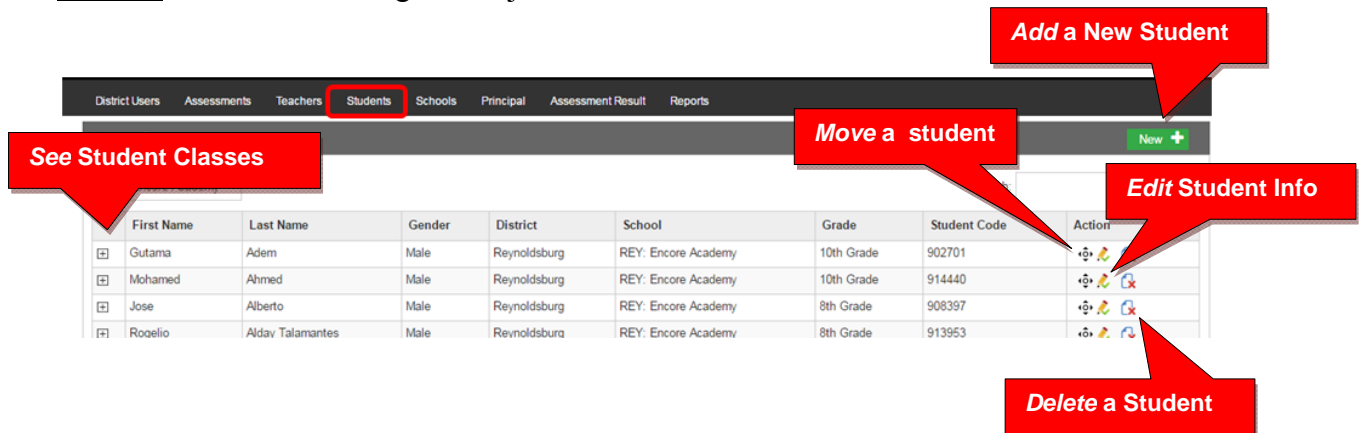 Add a New Student
District Users Assessments Teachers Students Schools Principal Assessment Result Reports
Move a student
New
See Student Classes
Edit Student Info
First Name Last Name Gender District School Grade Student Code Action
Gutama Adem Male Reynoldsburg REY: Encore Academy 10th Grade 902701
Mohamed Ahmed Male Reynoldsburg REY: Encore Academy 10th Grade 914440
Jose Alberto Male Reynoldsburg REY: Encore Academy 8th Grade 908397
Rogelio Alday Talamantes Male Reynoldsburg REY: Encore Academy 8th Grade 913953
Delete a Student